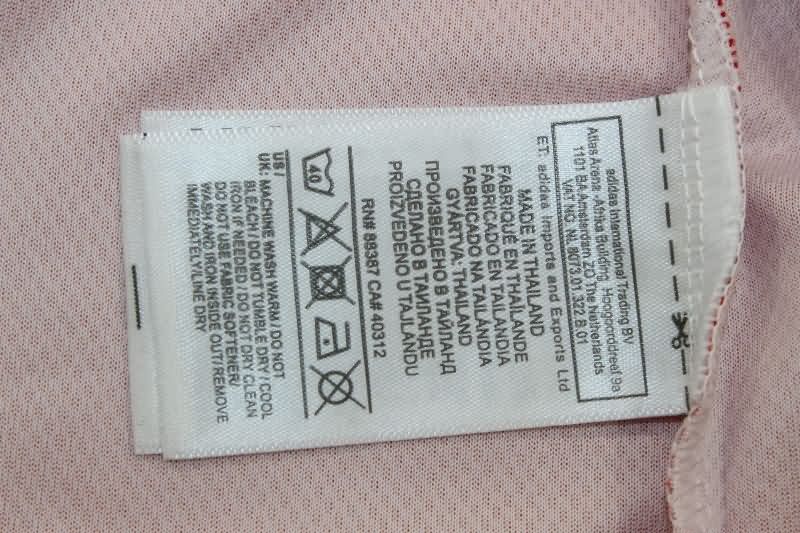 adidas International Trading BV
Atlas Arena - Afrika Building, Hoogoorddreef 9a
1101 BA Amsterdam ZO The Netherlands
VAT NO. NL 8073.01.322.B.01
ET: adidas Imports and Exports Ltd
MADE IN THAILAND
FABRIQUÉ EN THAÏLANDE
FABRICADO EN TAILANDIA
FABRICADO NA TAILÂNDIA
GYÁRTVA: THAILAND
ПРОИЗВЕДЕНО В ТАЙЛАНД
СДЕЛАНО В ТАИЛАНДЕ
PROIZVEDENO U TAJLANDU
RN# 88387 CA# 40312
40
US /
UK: MACHINE WASH WARM / DO NOT
BLEACH / DO NOT TUMBLE DRY / COOL
IRON IF NEEDED / DO NOT DRY CLEAN
DO NOT USE FABRIC SOFTENER/
WASH AND IRON INSIDE OUT/REMOVE
IMMEDIATELY/LINE DRY